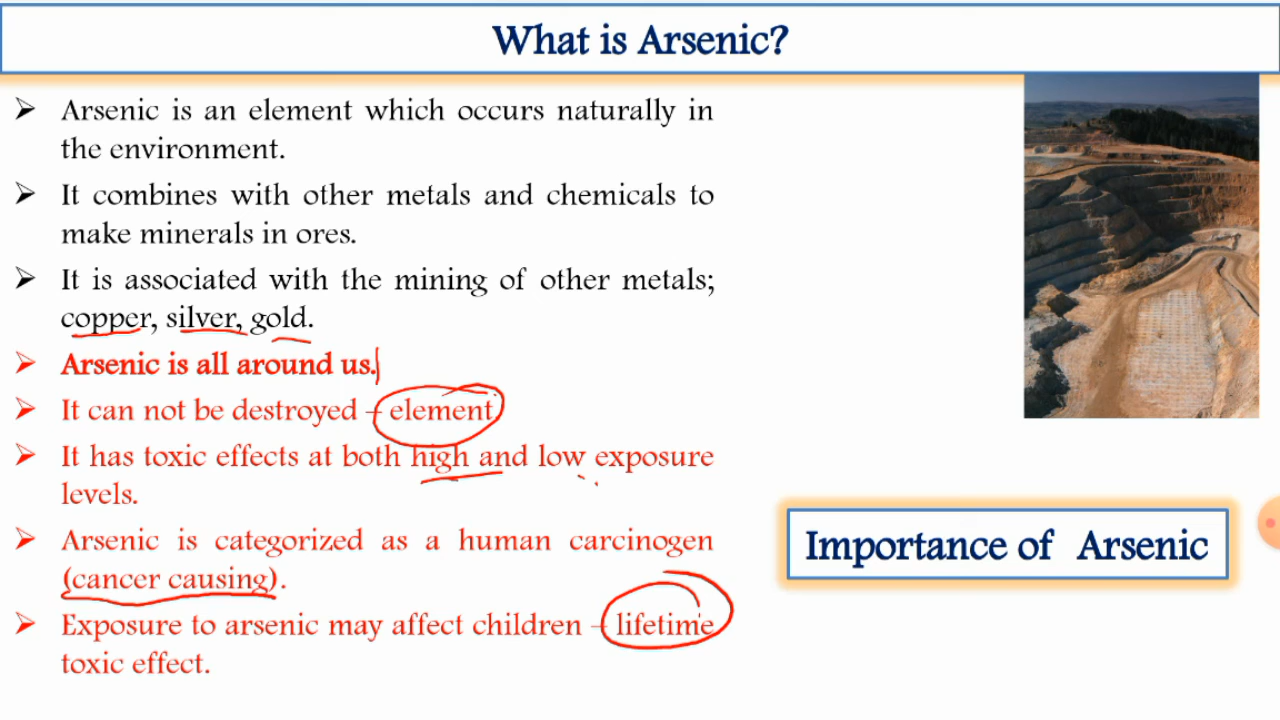 What is Arsenic?
➢ Arsenic is an element which occurs naturally in
the environment.
➢ It combines with other metals and chemicals to
make minerals in ores.
➢ It is associated with the mining of other metals;
copper, silver, gold.
➢ Arsenic is all around us.
➢ It can not be destroyed – element
➢ It has toxic effects at both high and low exposure
levels.
➢ Arsenic is categorized as a human carcinogen
(cancer causing).
➢ Exposure to arsenic may affect children – lifetime
toxic effect.
Importance of Arsenic